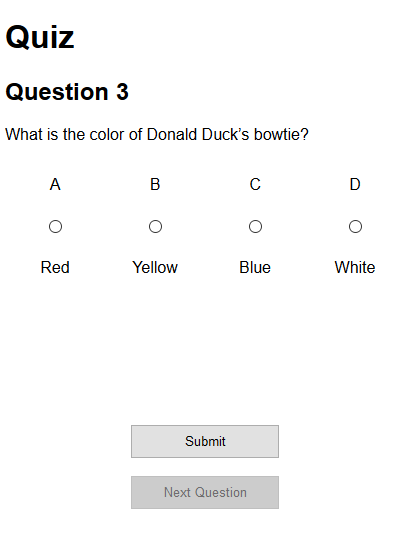 Quiz
Question 3
What is the color of Donald Duck’s bowtie?
A B C D
Red Yellow Blue White
Submit
Next Question